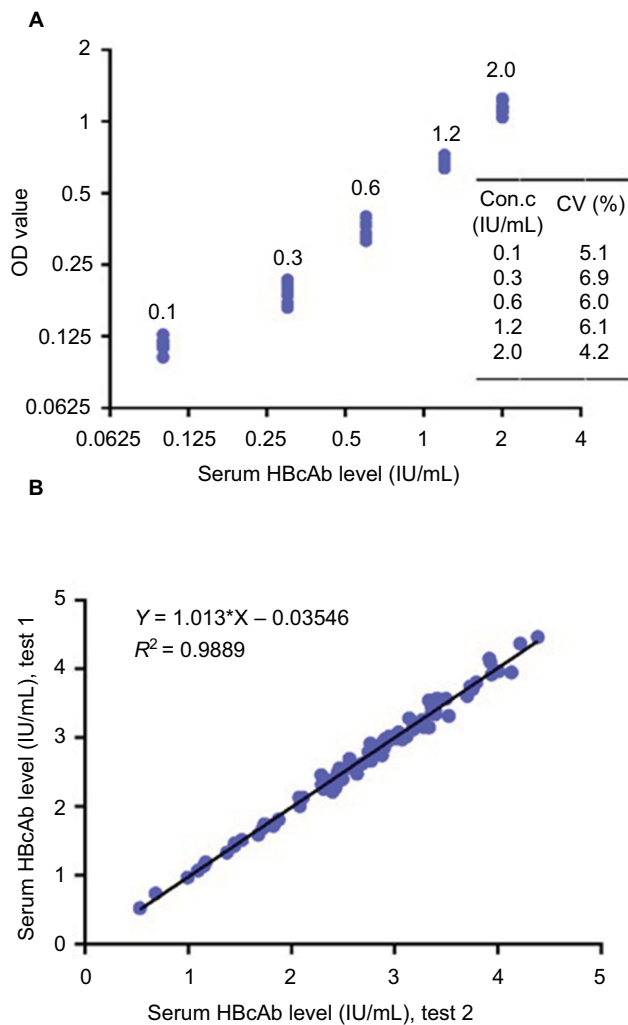 A
2
1
0.5
0.25
0.125
0.0625
OD value
0.1
0.3
0.6
1.2
2.0
Con.c CV (%)
(IU/mL)
0.1 5.1
0.3 6.9
0.6 6.0
1.2 6.1
2.0 4.2
0.0625 0.125 0.25 0.5 1 2 4
Serum HBcAb level (IU/mL)
B
5
4
3
2
1
0
Serum HBcAb level (IU/mL), test 1
Y = 1.013*X – 0.03546
R² = 0.9889
0 1 2 3 4 5
Serum HBcAb level (IU/mL), test 2